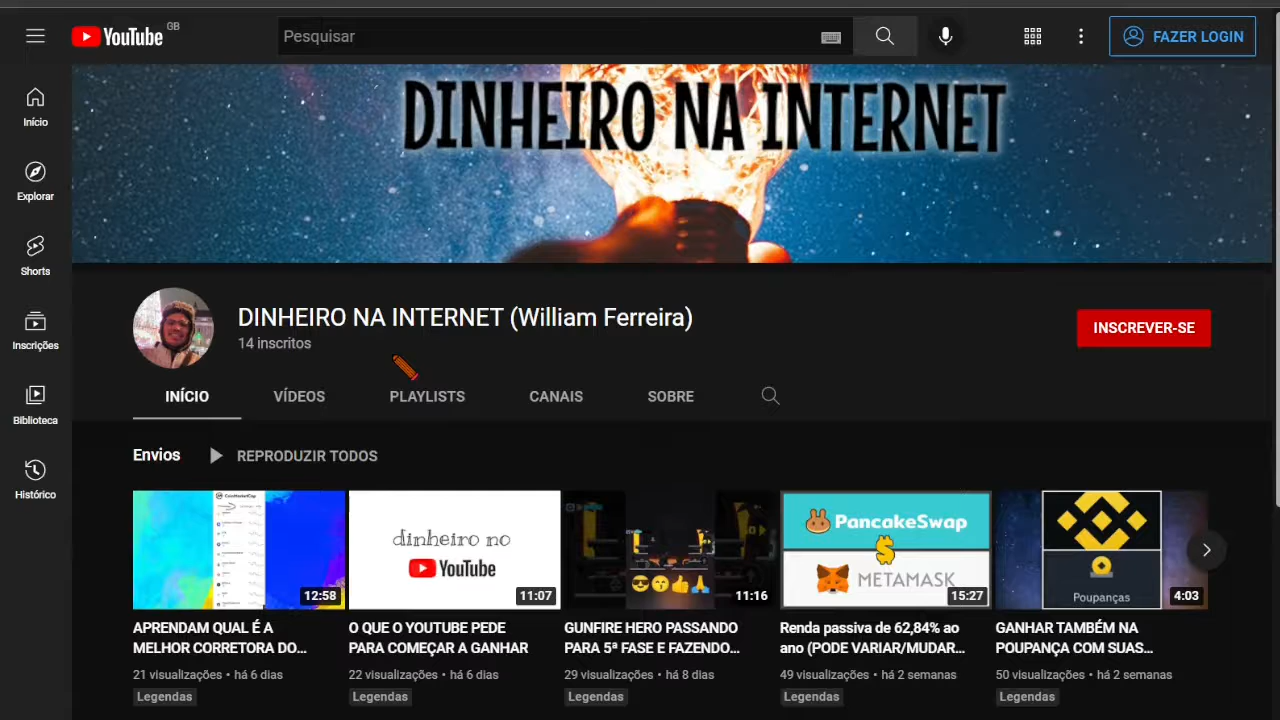 YouTube GB
Pesquisar
FAZER LOGIN
Início
Explorar
Shorts
Inscrições
Biblioteca
Histórico
DINHEIRO NA INTERNET
DINHEIRO NA INTERNET (William Ferreira)
14 inscritos
INSCREVER-SE
INÍCIO
VÍDEOS
PLAYLISTS
CANAIS
SOBRE
Envios
REPRODUZIR TODOS
CoinMarketCap
12:58
dinheiro no
YouTube
11:07
11:16
PancakeSwap
METAMASK
15:27
Poupanças
4:03
APRENDAM QUAL É A
MELHOR CORRETORA DO...
21 visualizações • há 6 dias
Legendas
O QUE O YOUTUBE PEDE
PARA COMEÇAR A GANHAR
22 visualizações • há 6 dias
Legendas
GUNFIRE HERO PASSANDO
PARA 5ª FASE E FAZENDO...
29 visualizações • há 8 dias
Legendas
Renda passiva de 62,84% ao
ano (PODE VARIAR/MUDAR...
49 visualizações • há 2 semanas
Legendas
GANHAR TAMBÉM NA
POUPANÇA COM SUAS...
50 visualizações • há 2 semanas
Legendas